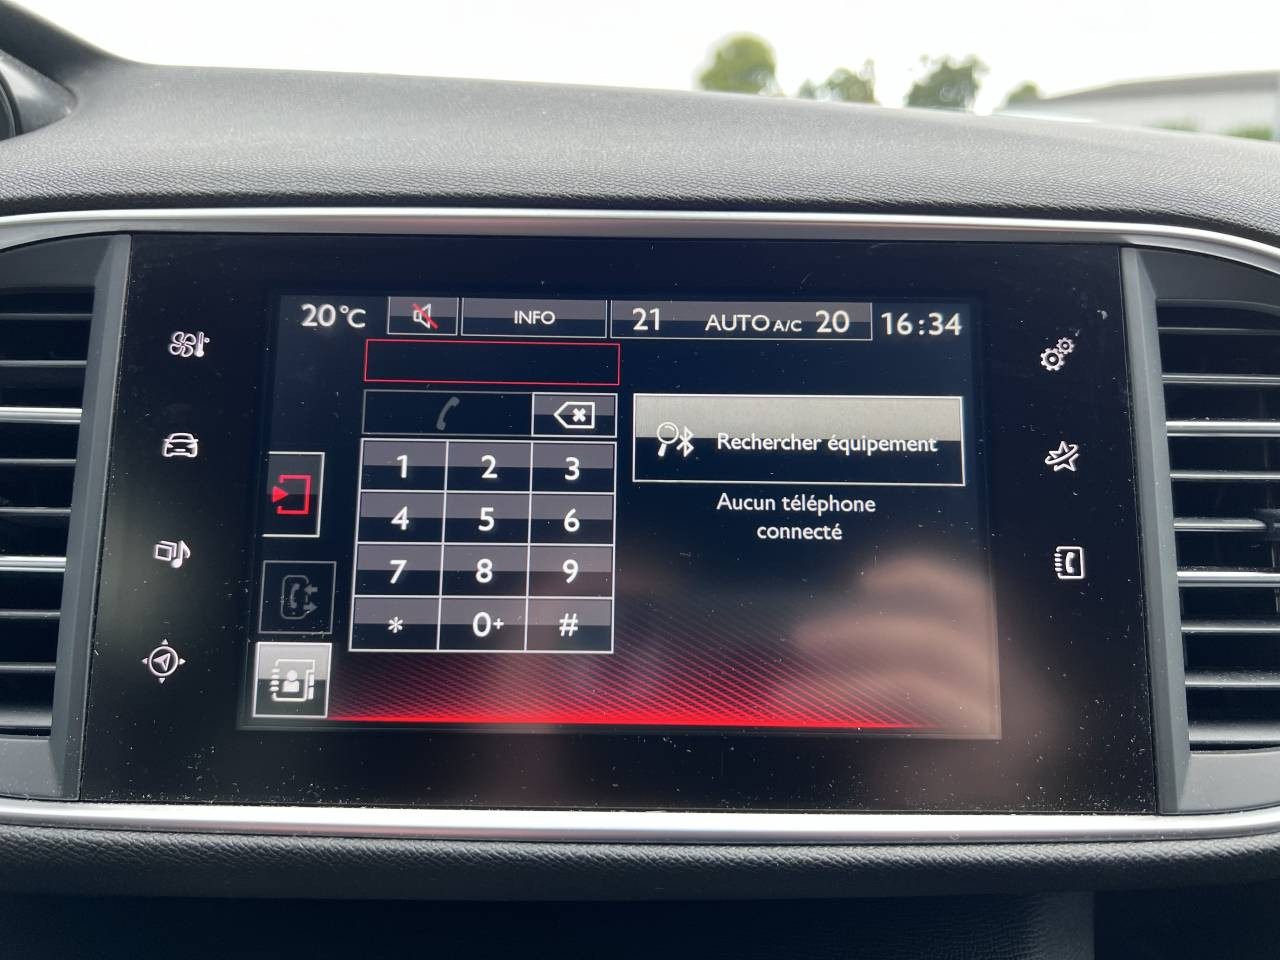 20°C INFO 21 AUTO A/C 20 16:34
Rechercher équipement
Aucun téléphone
connecté
1 2 3
4 5 6
7 8 9
* 0+ #